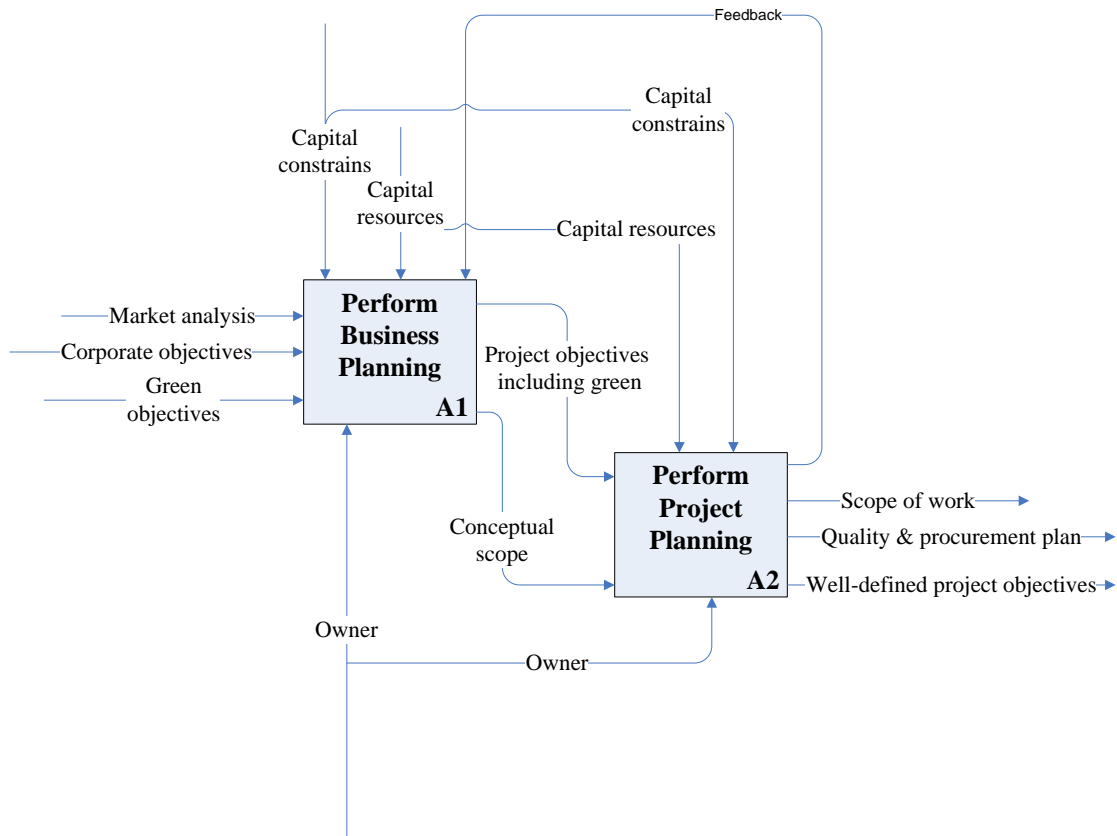 Feedback
Capital
constrains
Capital
constrains
Capital
resources
Capital resources
Market analysis
Corporate objectives
Green
objectives
Perform
Business
Planning
A1
Project objectives
including green
Perform
Project
Planning
A2
Conceptual
scope
Scope of work
Quality & procurement plan
Well-defined project objectives
Owner
Owner